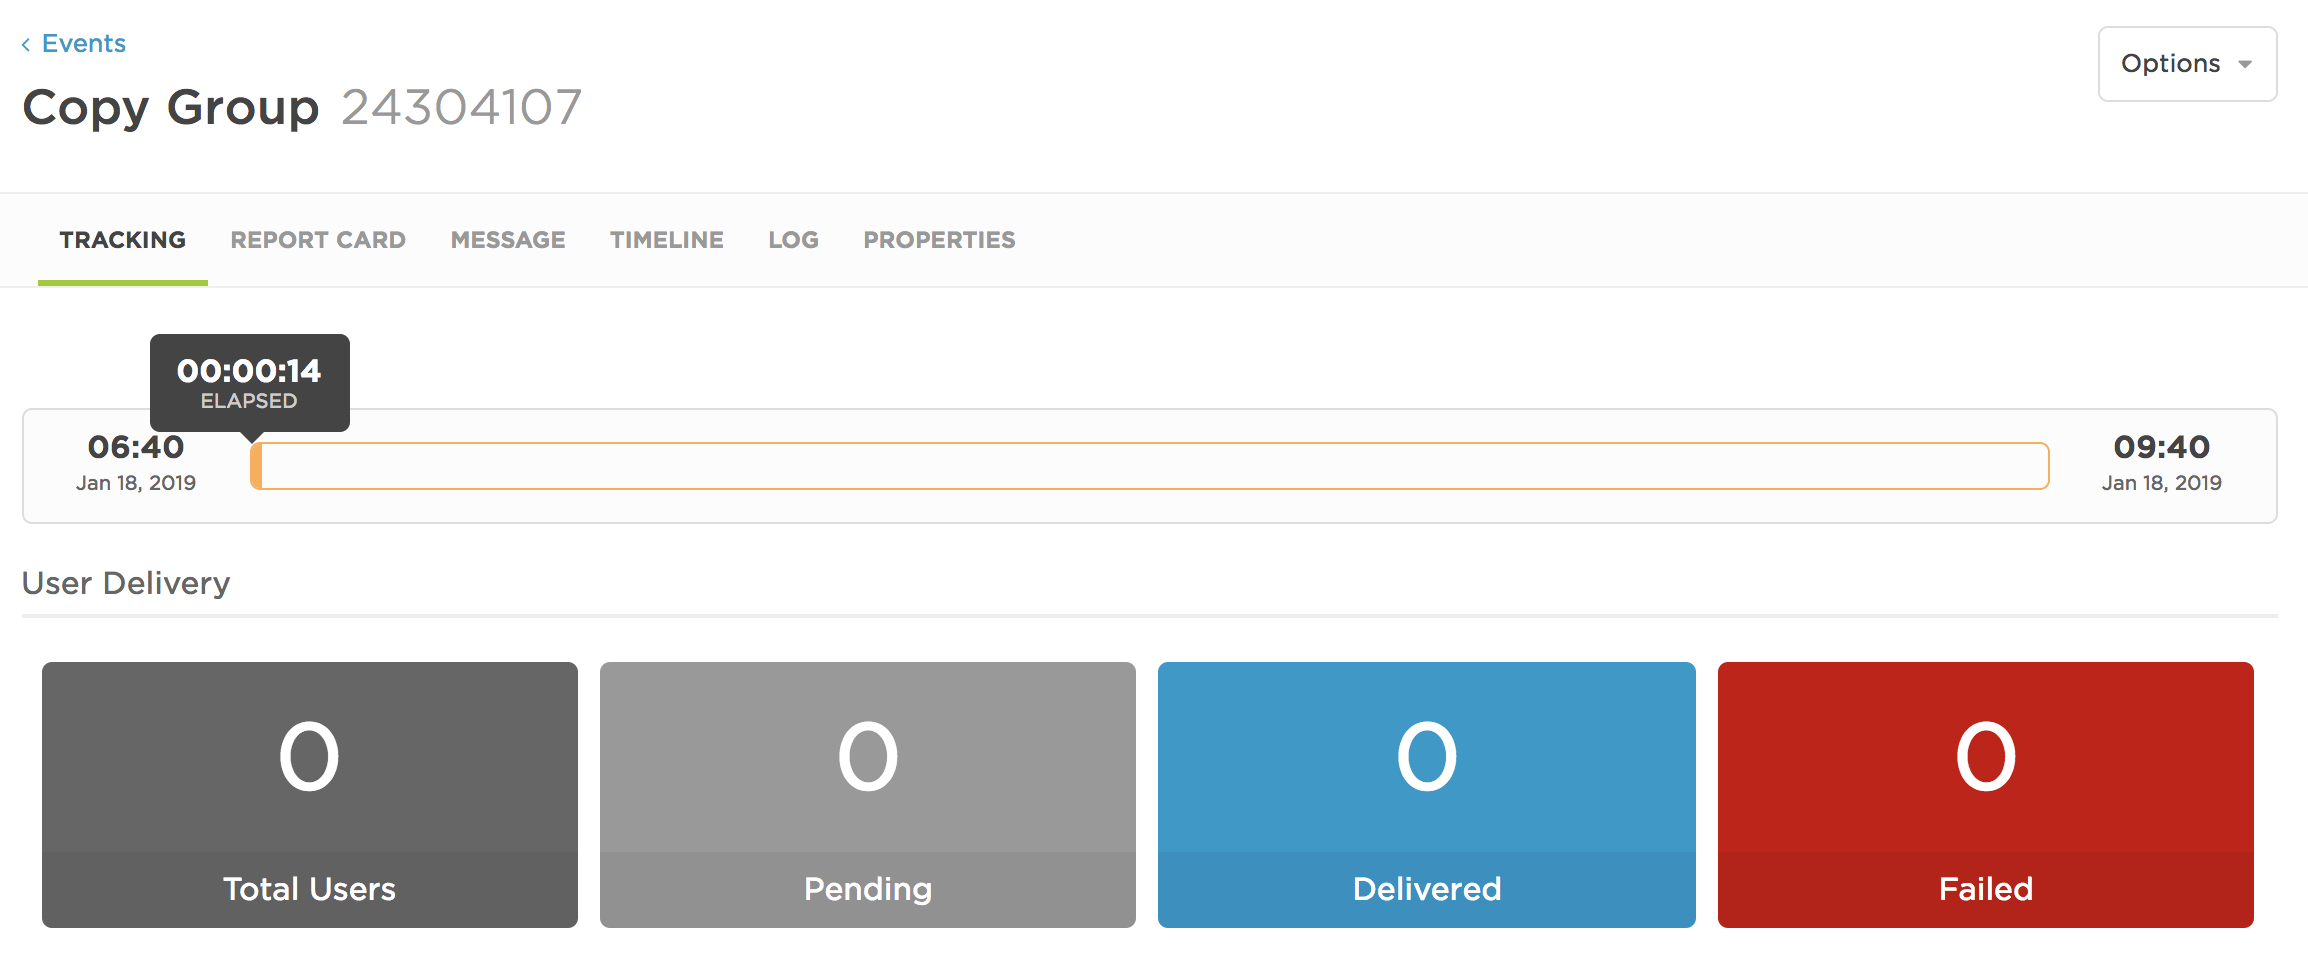 ‹ Events
Options
Copy Group 24304107
TRACKING REPORT CARD MESSAGE TIMELINE LOG PROPERTIES
00:00:14
ELAPSED
06:40
Jan 18, 2019
09:40
Jan 18, 2019
User Delivery
0
Total Users
0
Pending
0
Delivered
0
Failed